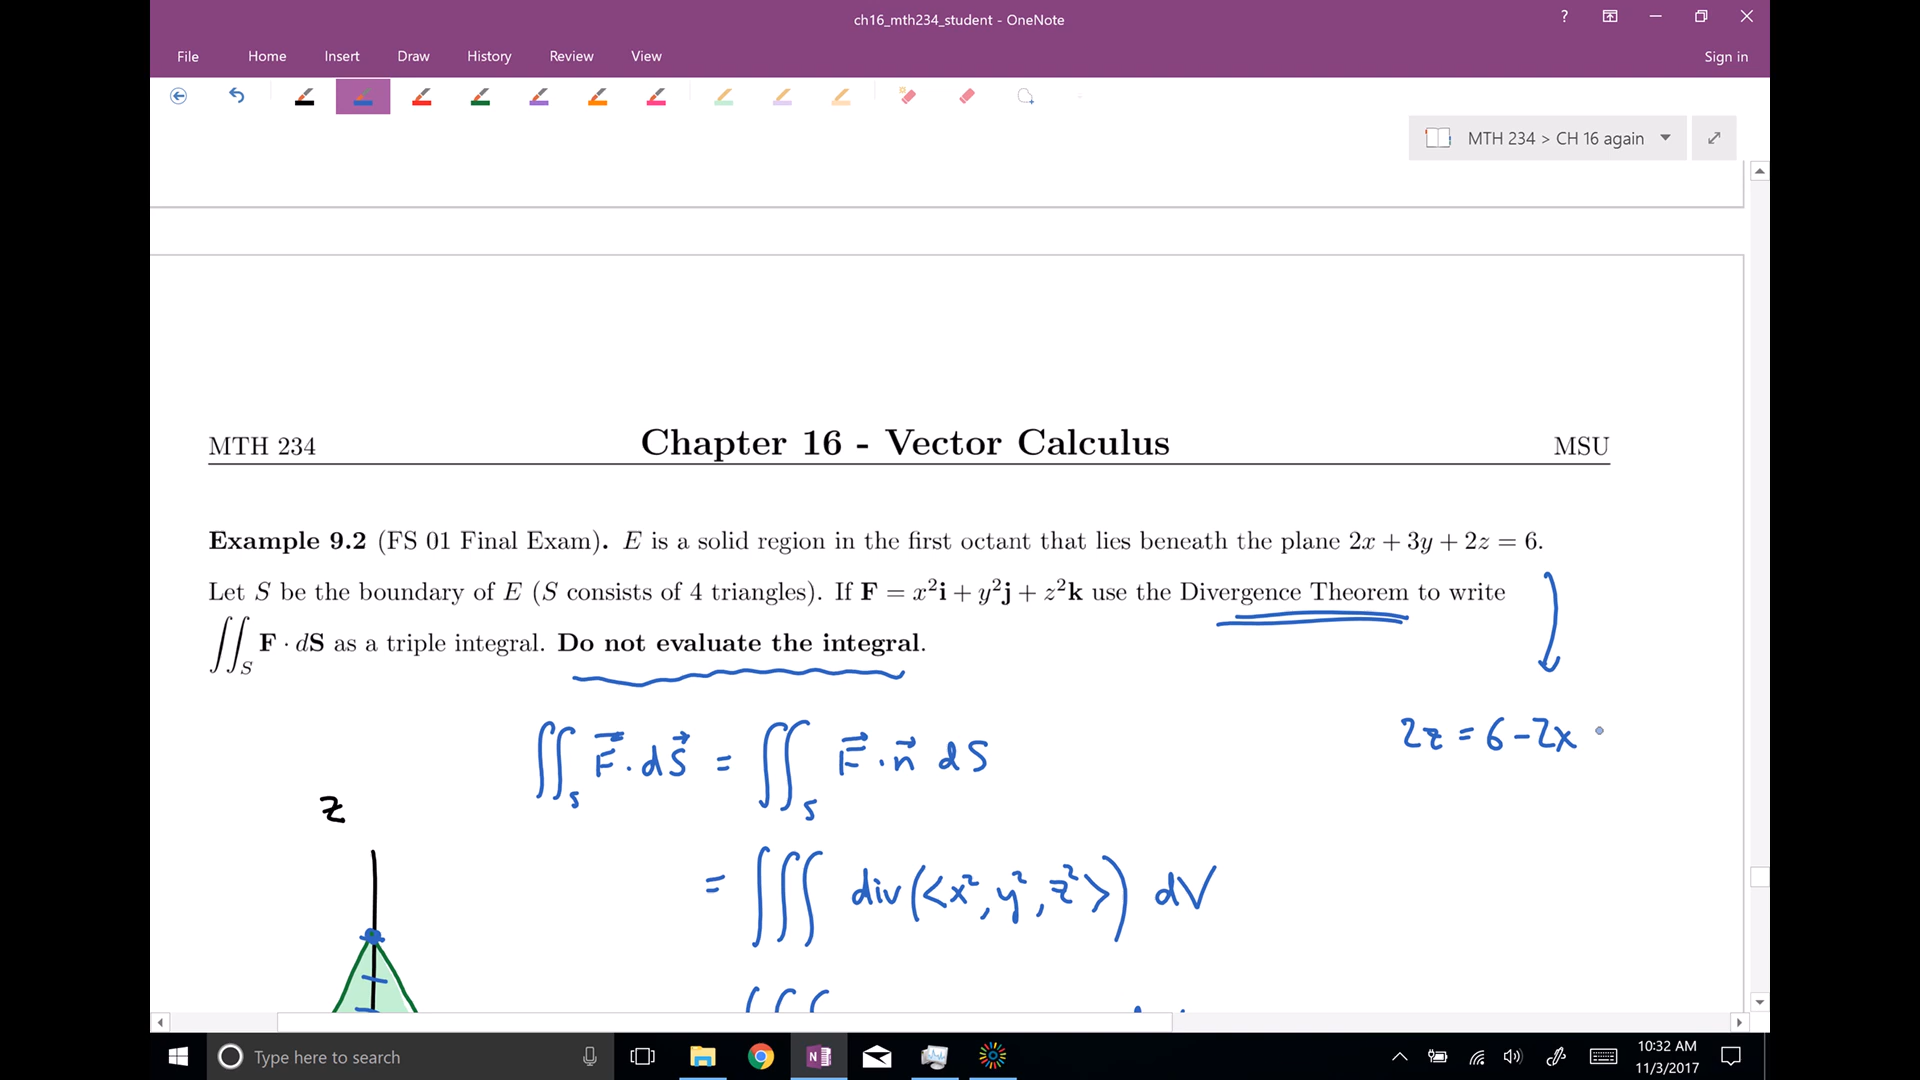 ch16_mth234_student - OneNote
?
File Home Insert Draw History Review View Sign in
MTH 234 > CH 16 again
MTH 234 Chapter 16 - Vector Calculus MSU
Example 9.2 (FS 01 Final Exam). E is a solid region in the first octant that lies beneath the plane 2x + 3y + 2z = 6.
Let S be the boundary of E (S consists of 4 triangles). If F = x²i + y²j + z²k use the Divergence Theorem to write
∬_S F · dS as a triple integral. Do not evaluate the integral.
2z = 6 - 2x
∬_S F⃗ · dS⃗ = ∬_S F⃗ · n⃗ dS
z
= ∭ div(<x², y², z²>) dV
∭
Type here to search
N
10:32 AM
11/3/2017